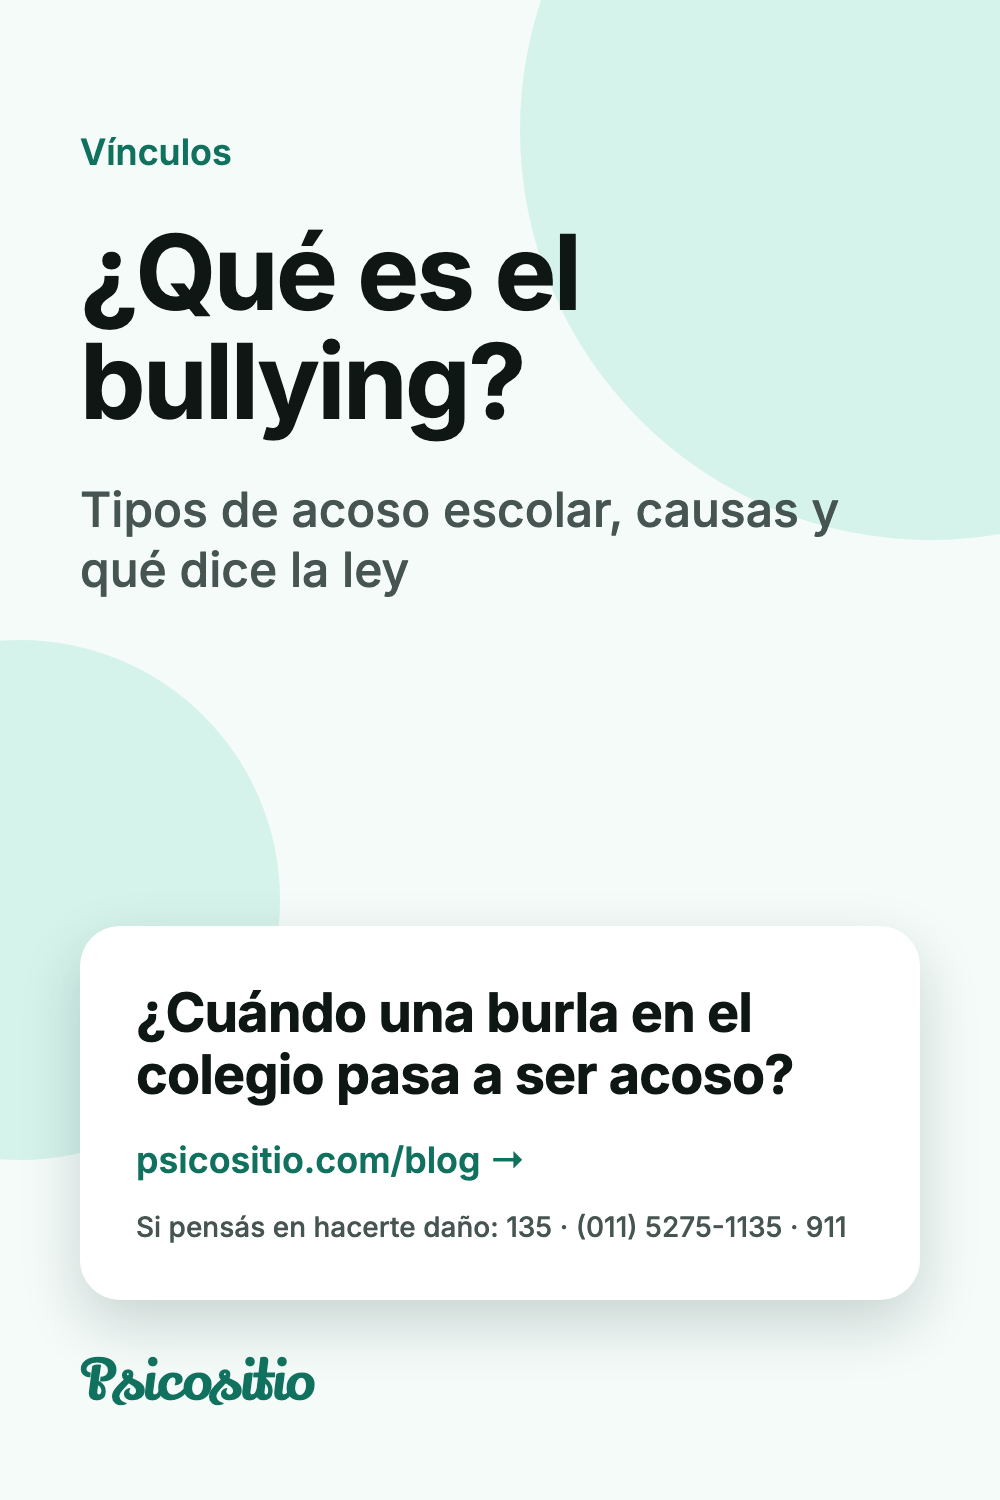 Vínculos
¿Qué es el
bullying?
Tipos de acoso escolar, causas y
qué dice la ley
¿Cuándo una burla en el
colegio pasa a ser acoso?
psicositio.com/blog →
Si pensás en hacerte daño: 135 · (011) 5275-1135 · 911
Psicositio